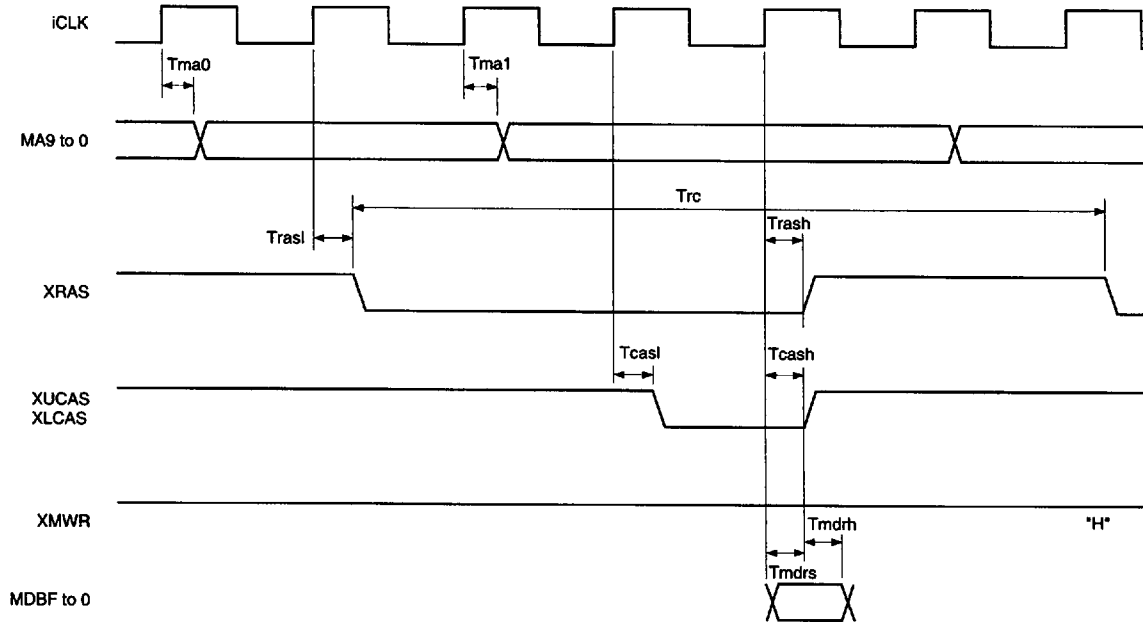 iCLK
Tma0
Tma1
MA9 to 0
Trc
Trasl
Trash
XRAS
Tcasl
Tcash
XUCAS
XLCAS
XMWR
"H"
Tmdrh
Tmdrs
MDBF to 0